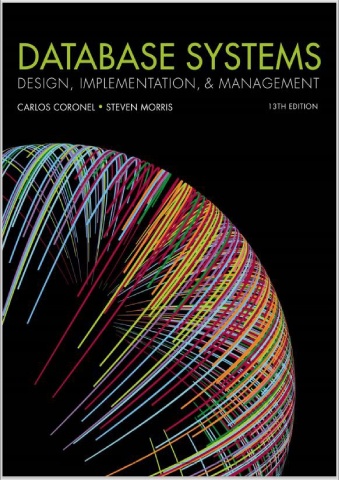 DATABASE SYSTEMS
DESIGN, IMPLEMENTATION, & MANAGEMENT
CARLOS CORONEL • STEVEN MORRIS 13TH EDITION